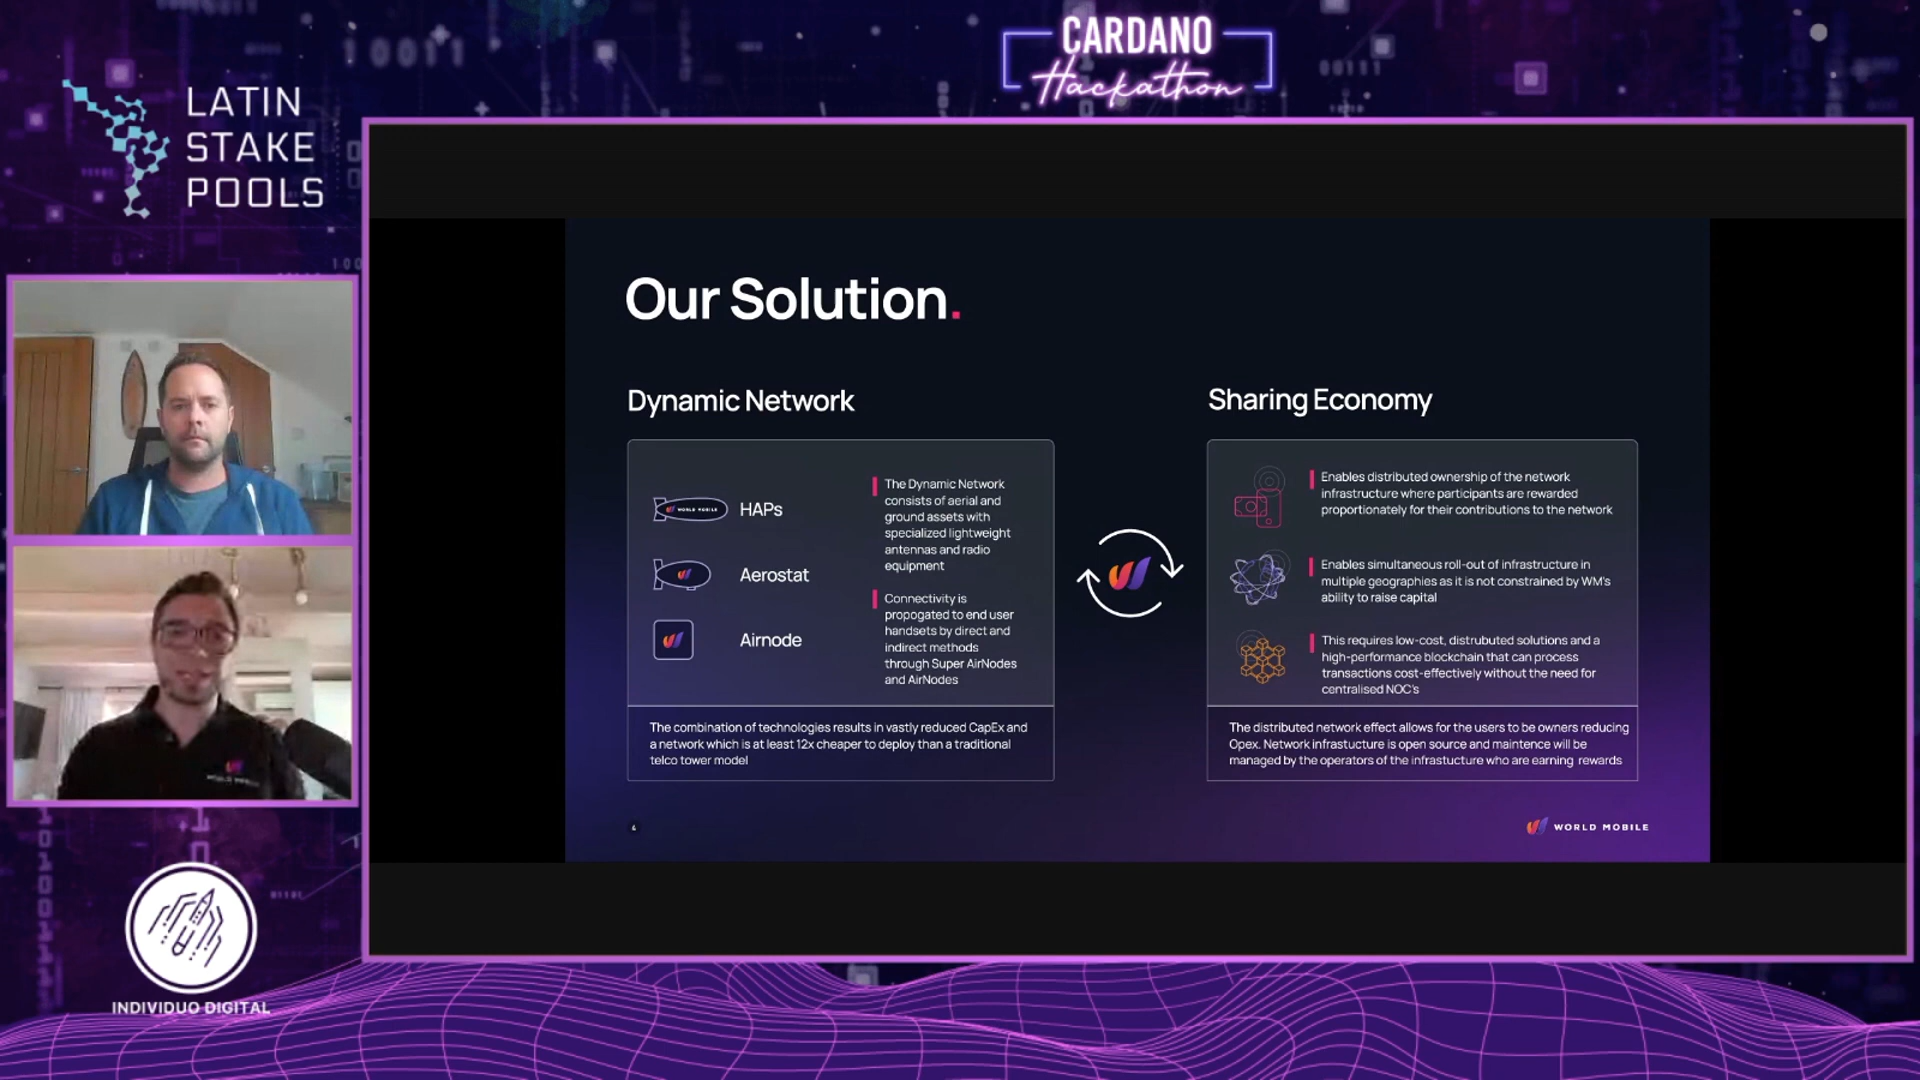 CARDANO
Hackathon
LATIN
STAKE
POOLS
Our Solution.
Dynamic Network
WORLD MOBILE
HAPs
Aerostat
Airnode
The Dynamic Network
consists of aerial and
ground assets with
specialized lightweight
antennas and radio
equipment
Connectivity is
propogated to end user
handsets by direct and
indirect methods
through Super AirNodes
and AirNodes
The combination of technologies results in vastly reduced CapEx and
a network which is at least 12x cheaper to deploy than a traditional
telco tower model
Sharing Economy
Enables distributed ownership of the network
infrastructure where participants are rewarded
proportionately for their contributions to the network
Enables simultaneous roll-out of infrastructure in
multiple geographies as it is not constrained by WM's
ability to raise capital
This requires low-cost, distrubuted solutions and a
high-performance blockchain that can process
transactions cost-effectively without the need for
centralised NOC's
The distributed network effect allows for the users to be owners reducing
Opex. Network infrastucture is open source and maintence will be
managed by the operators of the infrastucture who are earning rewards
4
WORLD MOBILE
INDIVIDUO DIGITAL